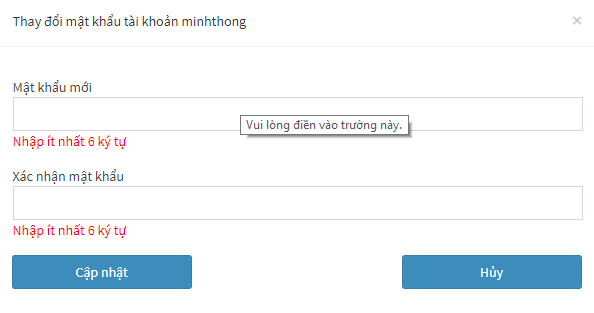 Thay đổi mật khẩu tài khoản minhthong
×
Mật khẩu mới
Vui lòng điền vào trường này.
Nhập ít nhất 6 ký tự
Xác nhận mật khẩu
Nhập ít nhất 6 ký tự
Cập nhật
Hủy